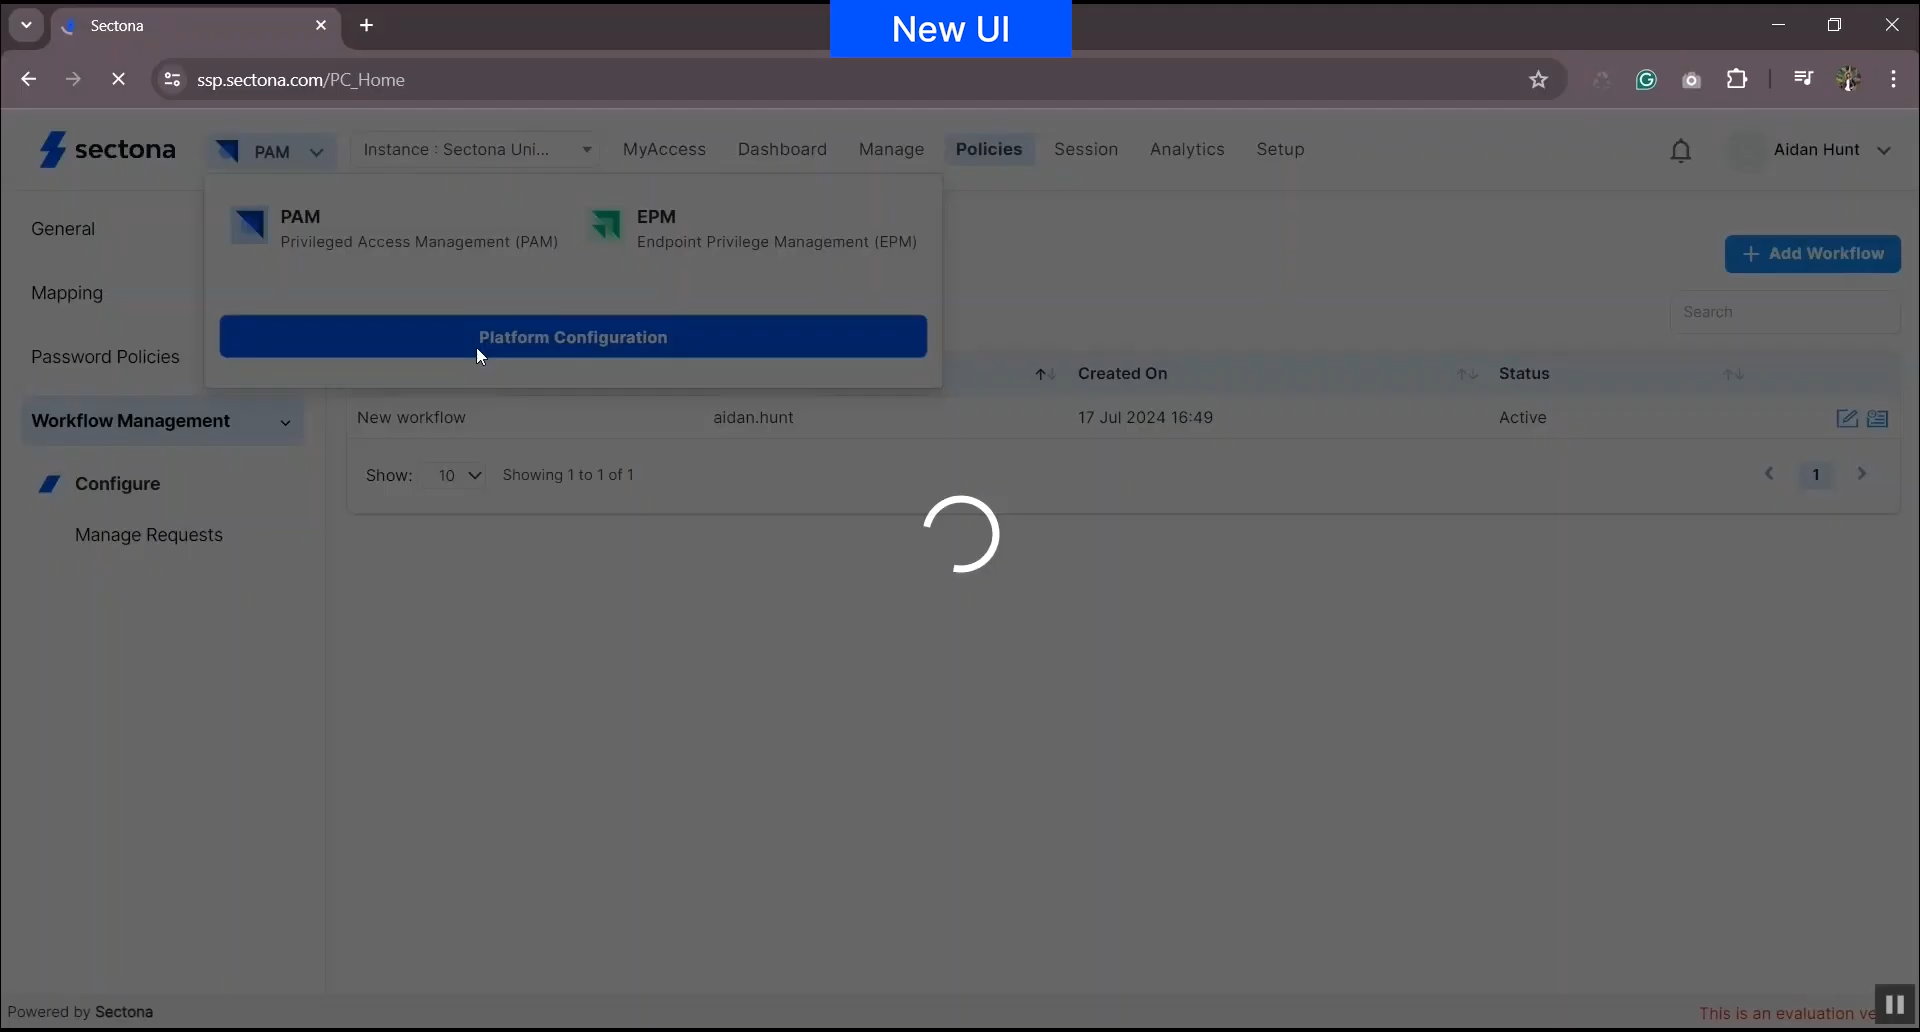 New UI
Sectona
ssp.sectona.com/PC_Home
sectona
PAM
Instance : Sectona Uni...
MyAccess
Dashboard
Manage
Policies
Session
Analytics
Setup
Aidan Hunt
General
Mapping
Password Policies
Workflow Management
Configure
Manage Requests
PAM
Privileged Access Management (PAM)
EPM
Endpoint Privilege Management (EPM)
Platform Configuration
+ Add Workflow
Search
Created On
Status
New workflow
aidan.hunt
17 Jul 2024 16:49
Active
Show: 10
Showing 1 to 1 of 1
1
Powered by Sectona
This is an evaluation ve